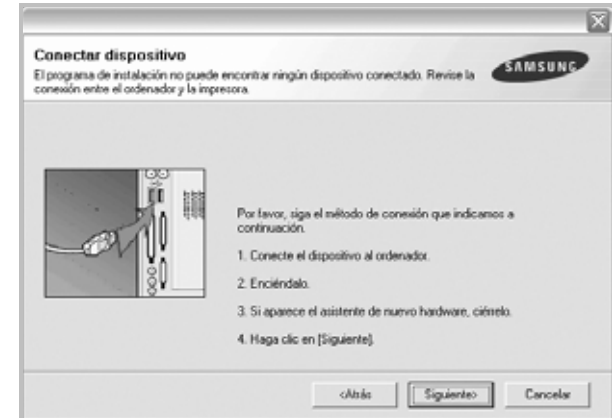 Conectar dispositivo
El programa de instalación no puede encontrar ningún dispositivo conectado. Revise la
conexión entre el ordenador y la impresora.
SAMSUNG
Por favor, siga el método de conexión que indicamos a
continuación.
1. Conecte el dispositivo al ordenador.
2. Enciéndalo.
3. Si aparece el asistente de nuevo hardware, ciérrelo.
4. Haga clic en [Siguiente].
<Atrás
Siguiente>
Cancelar